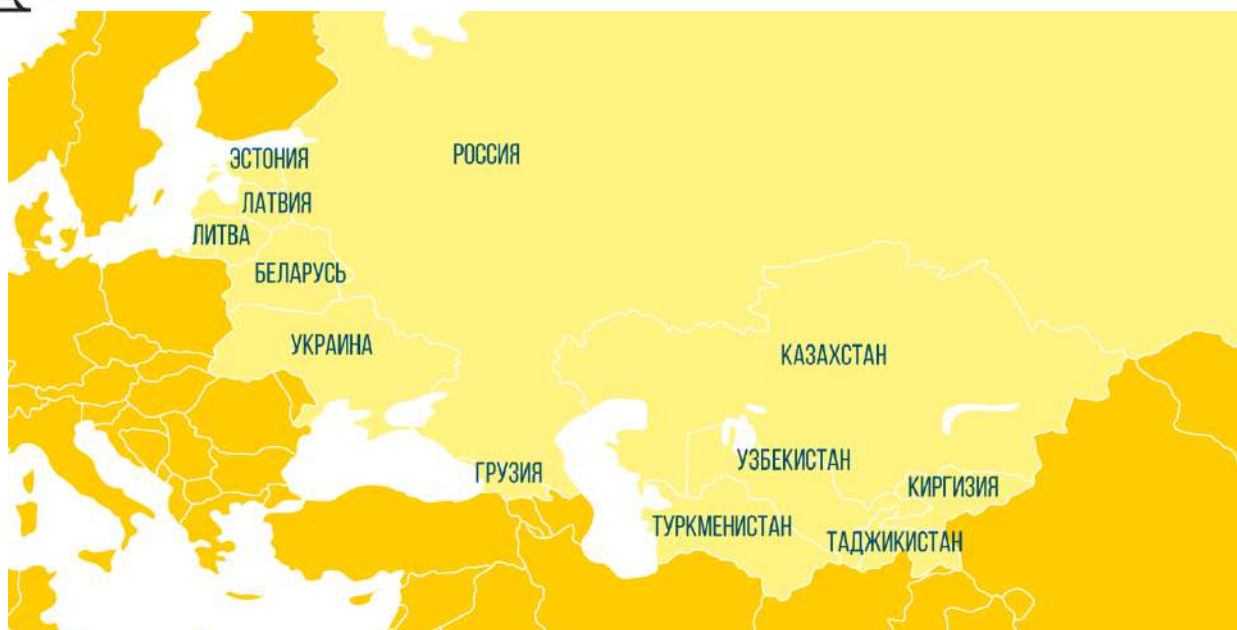 ЭСТОНИЯ
РОССИЯ
ЛАТВИЯ
ЛИТВА
БЕЛАРУСЬ
УКРАИНА
КАЗАХСТАН
УЗБЕКИСТАН
ГРУЗИЯ
КИРГИЗИЯ
ТУРКМЕНИСТАН
ТАДЖИКИСТАН